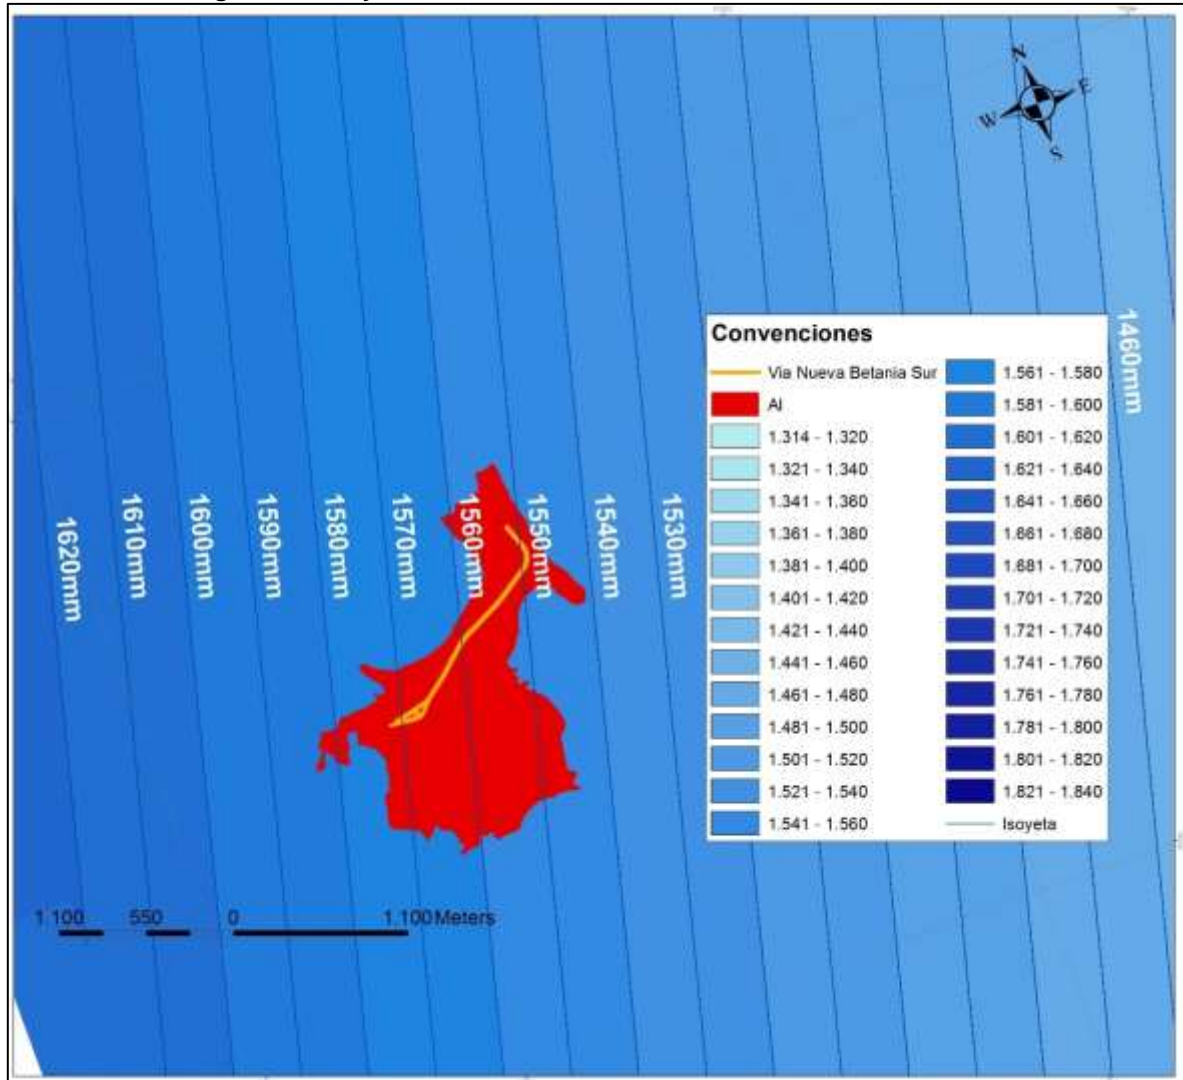 N
E
W
S
1460mm
Convenciones
Via Nueva Betania Sur
AI
1.314 - 1.320
1.321 - 1.340
1.341 - 1.360
1.361 - 1.380
1.381 - 1.400
1.401 - 1.420
1.421 - 1.440
1.441 - 1.460
1.461 - 1.480
1.481 - 1.500
1.501 - 1.520
1.521 - 1.540
1.541 - 1.560
1.561 - 1.580
1.581 - 1.600
1.601 - 1.620
1.621 - 1.640
1.641 - 1.660
1.661 - 1.680
1.681 - 1.700
1.701 - 1.720
1.721 - 1.740
1.741 - 1.760
1.761 - 1.780
1.781 - 1.800
1.801 - 1.820
1.821 - 1.840
Isoyeta
1620mm
1610mm
1600mm
1590mm
1580mm
1570mm
1560mm
1550mm
1540mm
1530mm
1.100 550 0 1.100 Meters